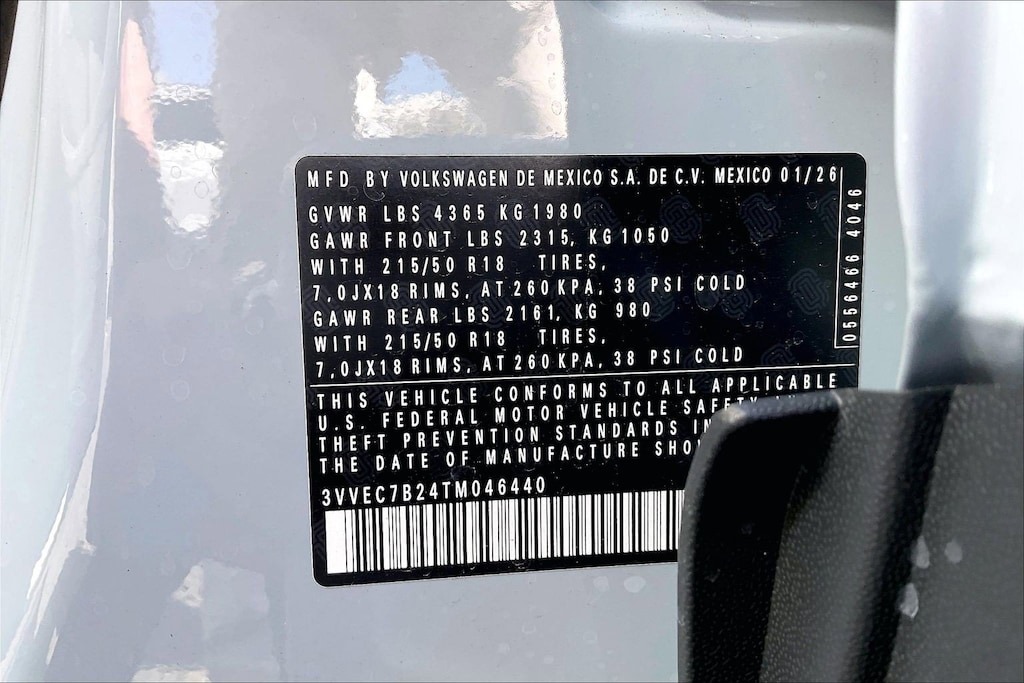 MFD BY VOLKSWAGEN DE MEXICO S.A. DE C.V. MEXICO 01/26
GVWR LBS 4365 KG 1980
GAWR FRONT LBS 2315, KG 1050
WITH 215/50 R18 TIRES,
7,0JX18 RIMS, AT 260 KPA, 38 PSI COLD
GAWR REAR LBS 2161, KG 980
WITH 215/50 R18 TIRES,
7,0JX18 RIMS, AT 260 KPA, 38 PSI COLD
THIS VEHICLE CONFORMS TO ALL APPLICABLE
U.S. FEDERAL MOTOR VEHICLE SAFETY
THEFT PREVENTION STANDARDS IN
THE DATE OF MANUFACTURE
3VVEC7B24TM046440
0556466 4046